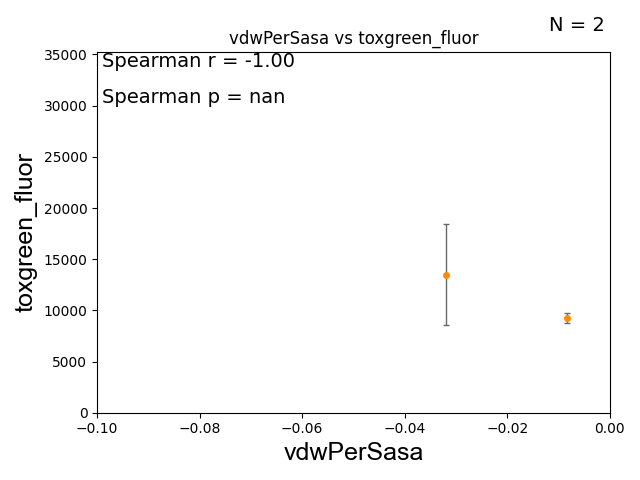 N = 2
vdwPerSasa vs toxgreen_fluor
Spearman r = -1.00
Spearman p = nan
35000
30000
25000
20000
15000
10000
5000
0
toxgreen_fluor
−0.10 −0.08 −0.06 −0.04 −0.02 0.00
vdwPerSasa